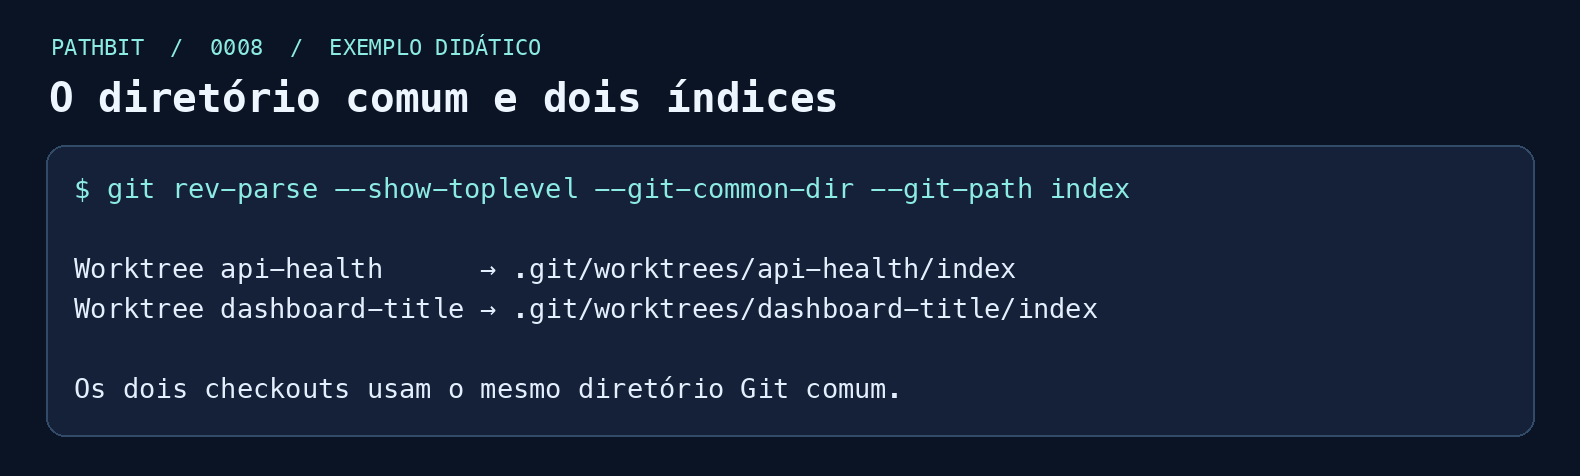 PATHBIT / 0008 / EXEMPLO DIDÁTICO
O diretório comum e dois índices
$ git rev-parse --show-toplevel --git-common-dir --git-path index
Worktree api-health → .git/worktrees/api-health/index
Worktree dashboard-title → .git/worktrees/dashboard-title/index
Os dois checkouts usam o mesmo diretório Git comum.